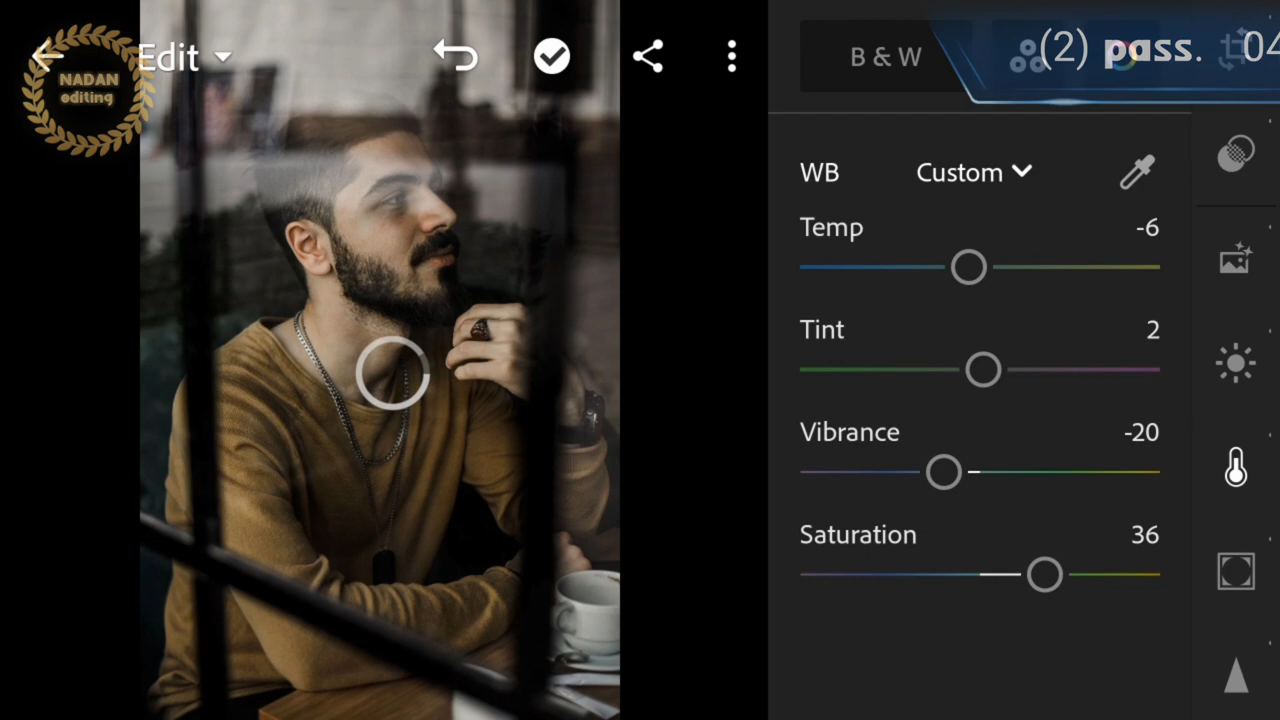 Edit
NADAN
editing
B & W
(2) pass. 04
WB Custom
Temp -6
Tint 2
Vibrance -20
Saturation 36